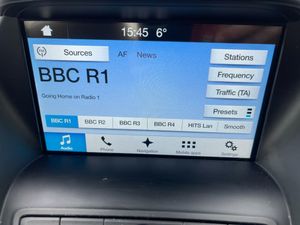 15:45 6°
Sources AF News Stations
BBC R1
Frequency
Going Home on Radio 1
Traffic (TA)
Presets
BBC R1 BBC R2 BBC R3 BBC R4 HITS Lan Smooth
Audio Phone Navigation Mobile apps Settings